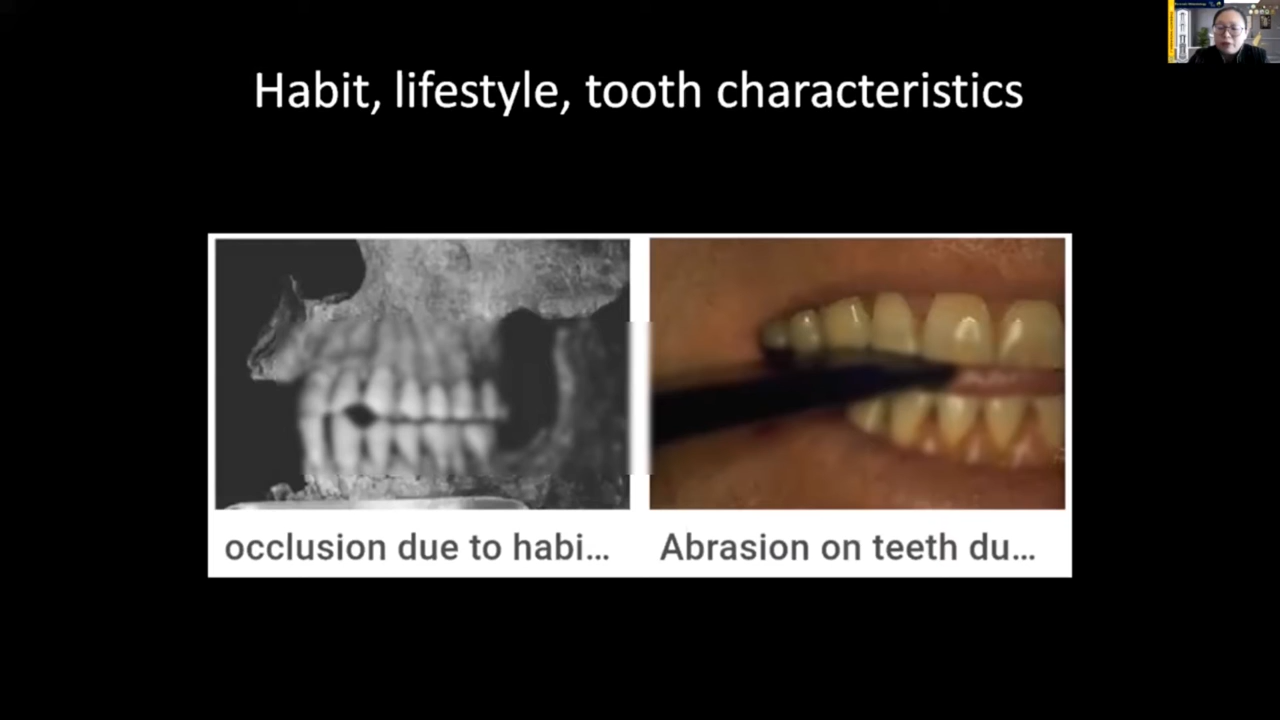 Habit, lifestyle, tooth characteristics
occlusion due to habi...
Abrasion on teeth du...